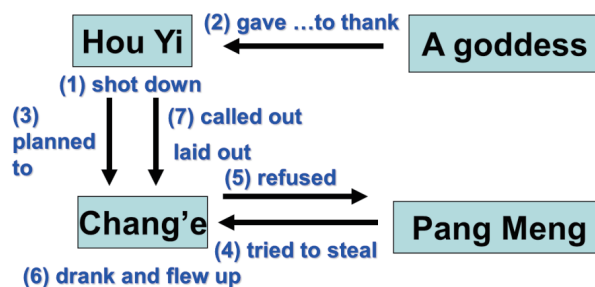 Hou Yi
(2) gave …to thank
A goddess
(1) shot down
(3)
planned
to
(7) called out
laid out
(5) refused
Chang’e
Pang Meng
(4) tried to steal
(6) drank and flew up